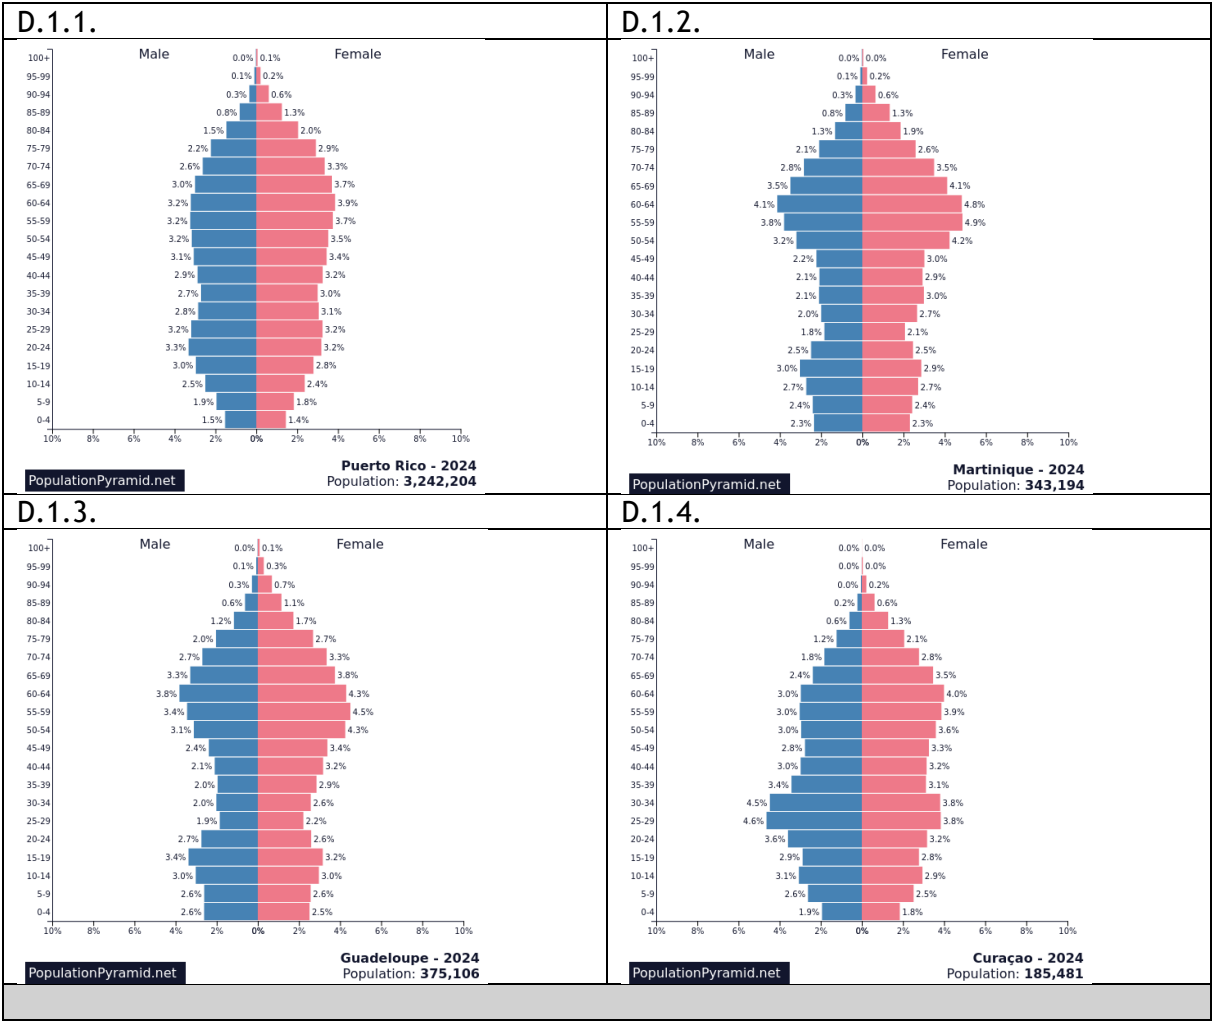 D.1.1.
Male Female
100+ 0.0% 0.1%
95-99 0.1% 0.2%
90-94 0.3% 0.6%
85-89 0.8% 1.3%
80-84 1.5% 2.0%
75-79 2.2% 2.9%
70-74 2.6% 3.3%
65-69 3.0% 3.7%
60-64 3.2% 3.9%
55-59 3.2% 3.7%
50-54 3.2% 3.5%
45-49 3.1% 3.4%
40-44 2.9% 3.2%
35-39 2.7% 3.0%
30-34 2.8% 3.1%
25-29 3.2% 3.2%
20-24 3.3% 3.2%
15-19 3.0% 2.8%
10-14 2.5% 2.4%
5-9 1.9% 1.8%
0-4 1.5% 1.4%
10% 8% 6% 4% 2% 0% 2% 4% 6% 8% 10%
Puerto Rico - 2024
PopulationPyramid.net Population: 3,242,204
D.1.2.
Male Female
100+ 0.0% 0.0%
95-99 0.1% 0.2%
90-94 0.3% 0.6%
85-89 0.8% 1.3%
80-84 1.3% 1.9%
75-79 2.1% 2.6%
70-74 2.8% 3.5%
65-69 3.5% 4.1%
60-64 4.1% 4.8%
55-59 3.8% 4.9%
50-54 3.2% 4.2%
45-49 2.2% 3.0%
40-44 2.1% 2.9%
35-39 2.1% 3.0%
30-34 2.0% 2.7%
25-29 1.8% 2.1%
20-24 2.5% 2.5%
15-19 3.0% 2.9%
10-14 2.7% 2.7%
5-9 2.4% 2.4%
0-4 2.3% 2.3%
10% 8% 6% 4% 2% 0% 2% 4% 6% 8% 10%
Martinique - 2024
PopulationPyramid.net Population: 343,194
D.1.3.
Male Female
100+ 0.0% 0.1%
95-99 0.1% 0.3%
90-94 0.3% 0.7%
85-89 0.6% 1.1%
80-84 1.2% 1.7%
75-79 2.0% 2.7%
70-74 2.7% 3.3%
65-69 3.3% 3.8%
60-64 3.8% 4.3%
55-59 3.4% 4.5%
50-54 3.1% 4.3%
45-49 2.4% 3.4%
40-44 2.1% 3.2%
35-39 2.0% 2.9%
30-34 2.0% 2.6%
25-29 1.9% 2.2%
20-24 2.7% 2.6%
15-19 3.4% 3.2%
10-14 3.0% 3.0%
5-9 2.6% 2.6%
0-4 2.6% 2.5%
10% 8% 6% 4% 2% 0% 2% 4% 6% 8% 10%
Guadeloupe - 2024
PopulationPyramid.net Population: 375,106
D.1.4.
Male Female
100+ 0.0% 0.0%
95-99 0.0% 0.0%
90-94 0.0% 0.2%
85-89 0.2% 0.6%
80-84 0.6% 1.3%
75-79 1.2% 2.1%
70-74 1.8% 2.8%
65-69 2.4% 3.5%
60-64 3.0% 4.0%
55-59 3.0% 3.9%
50-54 3.0% 3.6%
45-49 2.8% 3.3%
40-44 3.0% 3.2%
35-39 3.4% 3.1%
30-34 4.5% 3.8%
25-29 4.6% 3.8%
20-24 3.6% 3.2%
15-19 2.9% 2.8%
10-14 3.1% 2.9%
5-9 2.6% 2.5%
0-4 1.9% 1.8%
10% 8% 6% 4% 2% 0% 2% 4% 6% 8% 10%
Curaçao - 2024
PopulationPyramid.net Population: 185,481